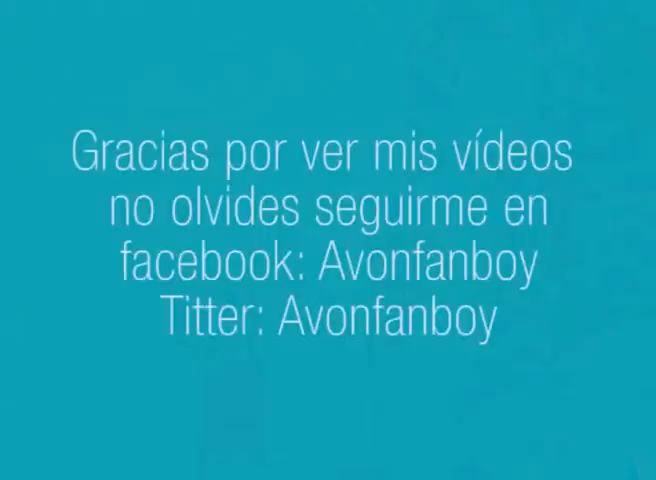 Gracias por ver mis vídeos
no olvides seguirme en
facebook: Avonfanboy
Titter: Avonfanboy